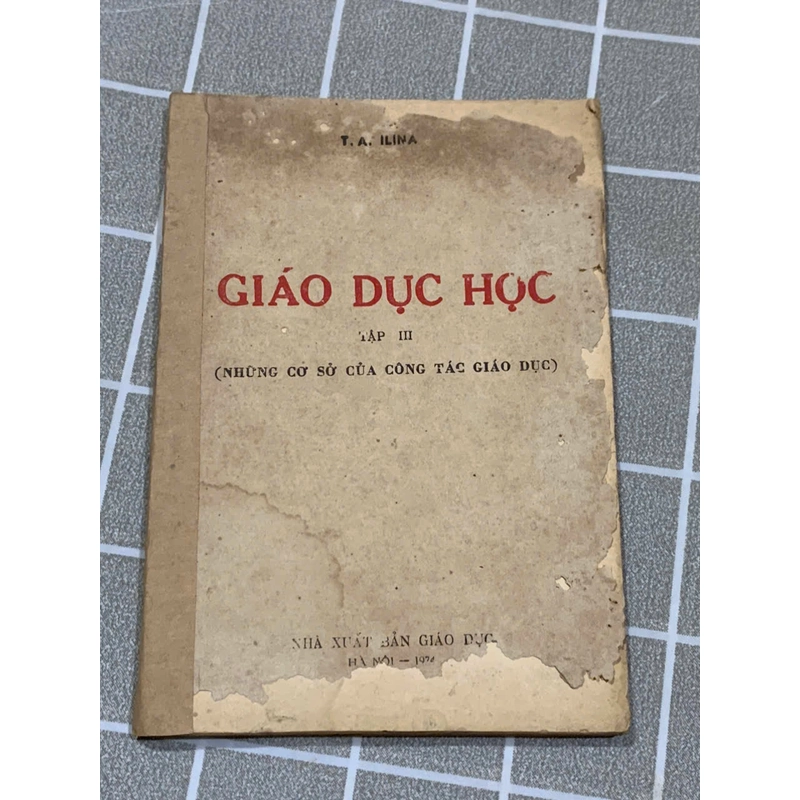 T. A. ILINA
GIÁO DỤC HỌC
TẬP III
(NHỮNG CƠ SỞ CỦA CÔNG TÁC GIÁO DỤC)
NHÀ XUẤT BẢN GIÁO DỤC
HÀ NỘI —